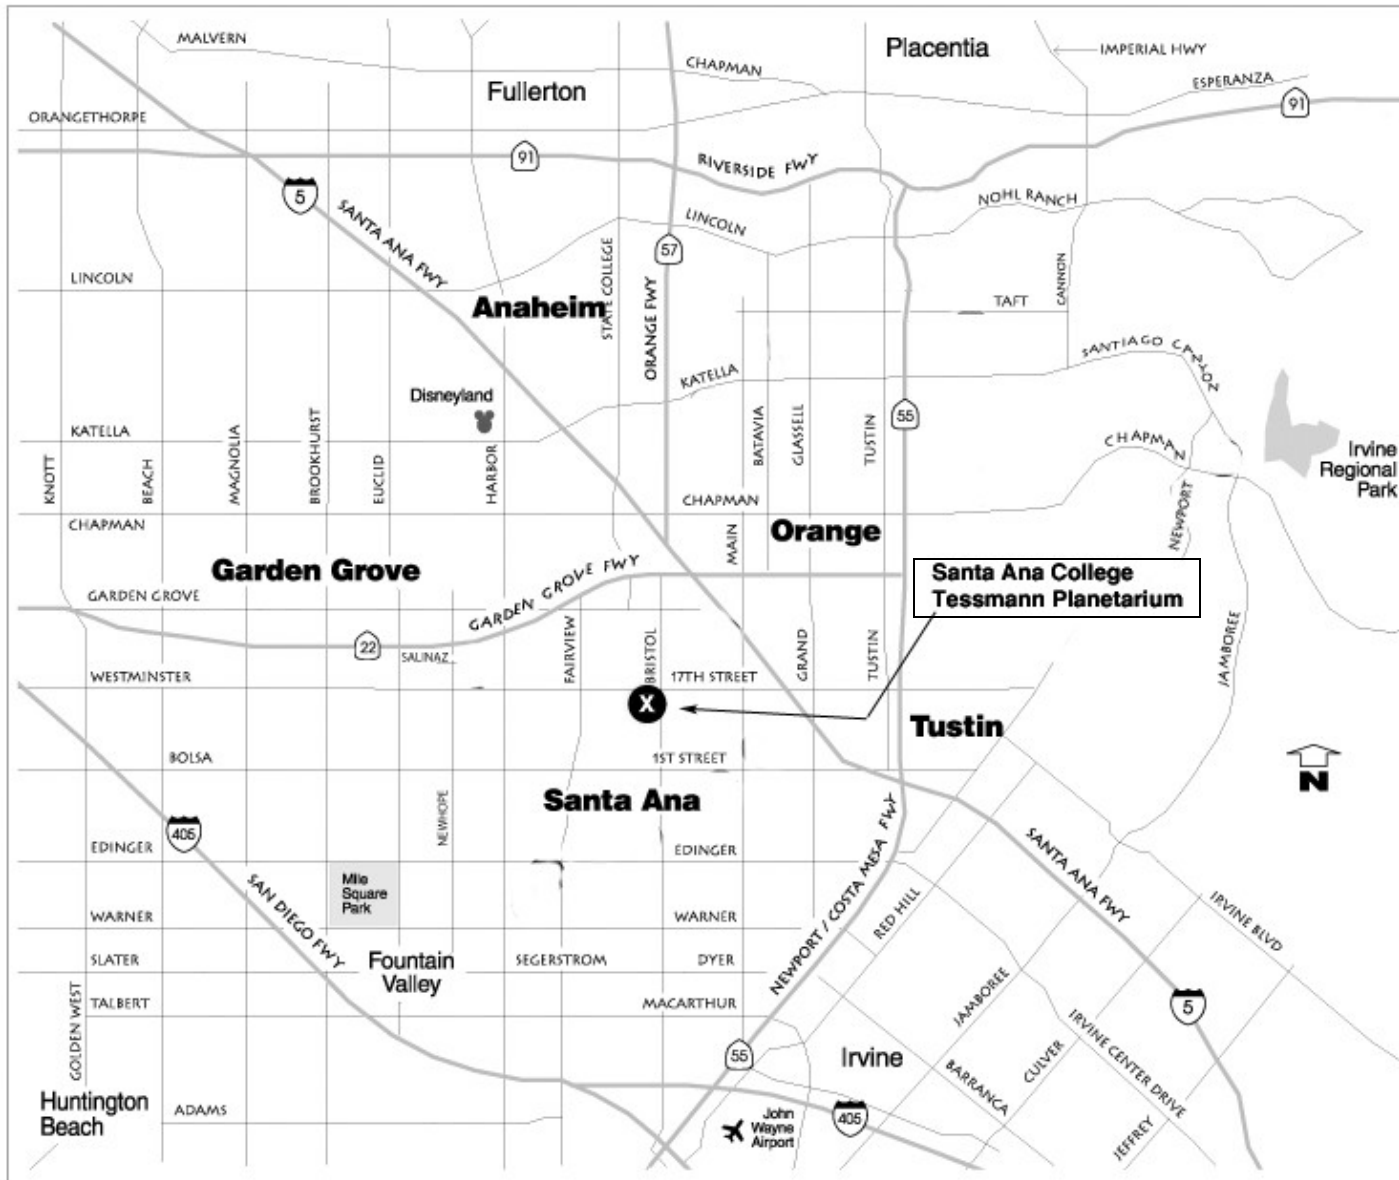 MALVERN
CHAPMAN
Placentia
IMPERIAL HWY
ESPERANZA
Fullerton
91
ORANGETHORPE
91
RIVERSIDE FWY
5
SANTA ANA FWY
NOHL RANCH
LINCOLN
57
STATE COLLEGE
ORANGE FWY
LINCOLN
CANNON
TAFT
Anaheim
SANTIAGO CANYON
KATELLA
Disneyland
55
KATELLA
KNOTT
BEACH
MAGNOLIA
BROOKHURST
EUCLID
HARBOR
BATAVIA
GLASSELL
TUSTIN
CHAPMAN
Irvine
Regional
Park
NEWPORT
CHAPMAN
CHAPMAN
MAIN
Orange
Garden Grove
GARDEN GROVE FWY
Santa Ana College
Tessmann Planetarium
GARDEN GROVE
22
SALINAZ
FAIRVIEW
BRISTOL
GRAND
TUSTIN
JAMBOREE
WESTMINSTER
17TH STREET
X
Tustin
BOLSA
1ST STREET
N
Santa Ana
NEWHOPE
405
EDINGER
EDINGER
NEWPORT / COSTA MESA FWY
SANTA ANA FWY
Mile
Square
Park
SAN DIEGO FWY
RED HILL
IRVINE BLVD
WARNER
WARNER
SLATER
Fountain
Valley
SEGERSTROM
DYER
TALBERT
MACARTHUR
GOLDEN WEST
JAMBOREE
5
55
Irvine
CULVER
IRVINE CENTER DRIVE
BARRANCA
JEFFREY
Huntington
Beach
ADAMS
John
Wayne
Airport
405